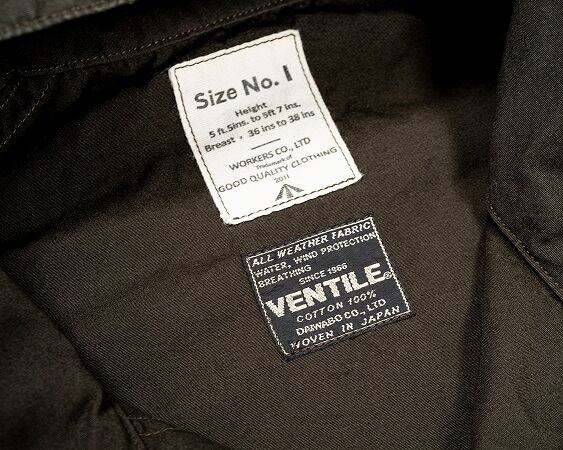 Size No. 1
Height
5 ft.5ins. to 5ft 7 ins.
Breast . 36 ins to 38 ins
WORKERS CO., LTD
Trademark of
GOOD QUALITY CLOTHING
2011
ALL WEATHER FABRIC
WATER, WIND PROTECTION
BREATHING
SINCE 1966
VENTILE®
COTTON 100%
DAIWABO CO., LTD
WOVEN IN JAPAN